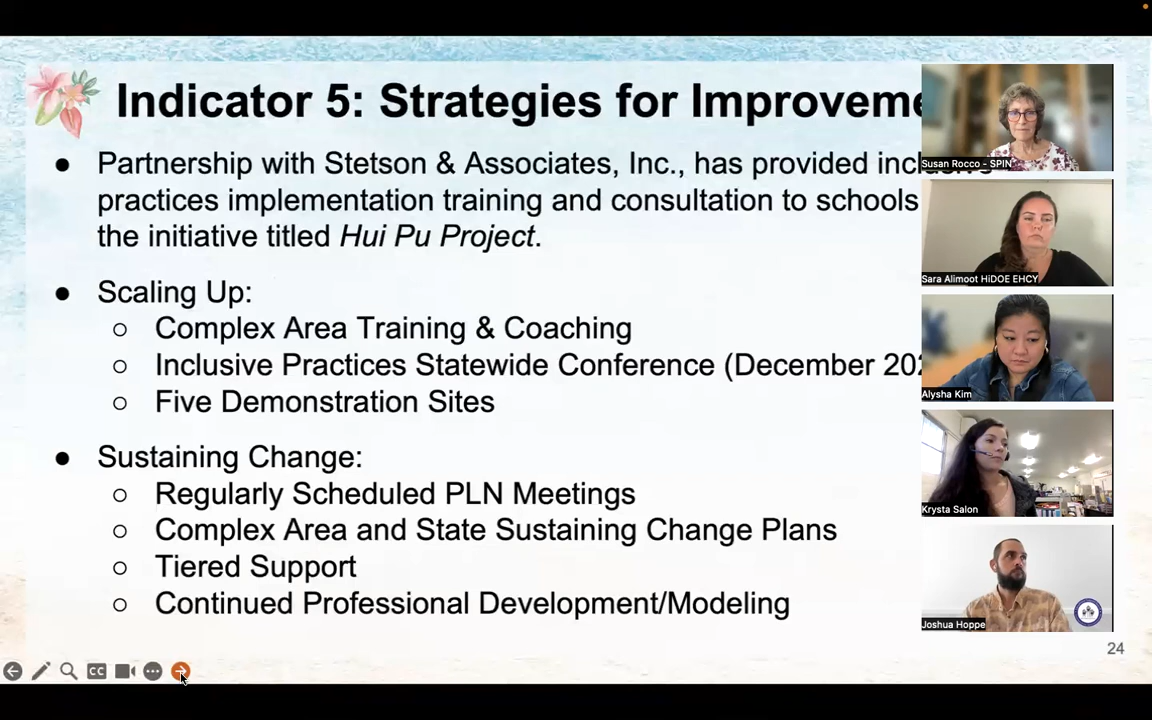 Indicator 5: Strategies for Improveme
Partnership with Stetson & Associates, Inc., has provided inclusive
practices implementation training and consultation to schools
the initiative titled Hui Pu Project.
Scaling Up:
Complex Area Training & Coaching
Inclusive Practices Statewide Conference (December 202
Five Demonstration Sites
Sustaining Change:
Regularly Scheduled PLN Meetings
Complex Area and State Sustaining Change Plans
Tiered Support
Continued Professional Development/Modeling
24
Susan Rocco - SPIN
Sara Alimoot HiDOE EHCY
Alysha Kim
Krysta Salon
Joshua Hoppe
CC